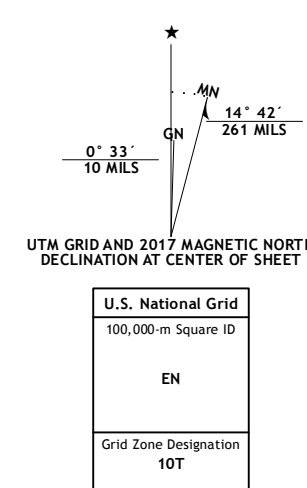 ★
MN
14° 42´
261 MILS
GN
0° 33´
10 MILS
UTM GRID AND 2017 MAGNETIC NORTH
DECLINATION AT CENTER OF SHEET
U.S. National Grid
100,000-m Square ID
EN
Grid Zone Designation
10T